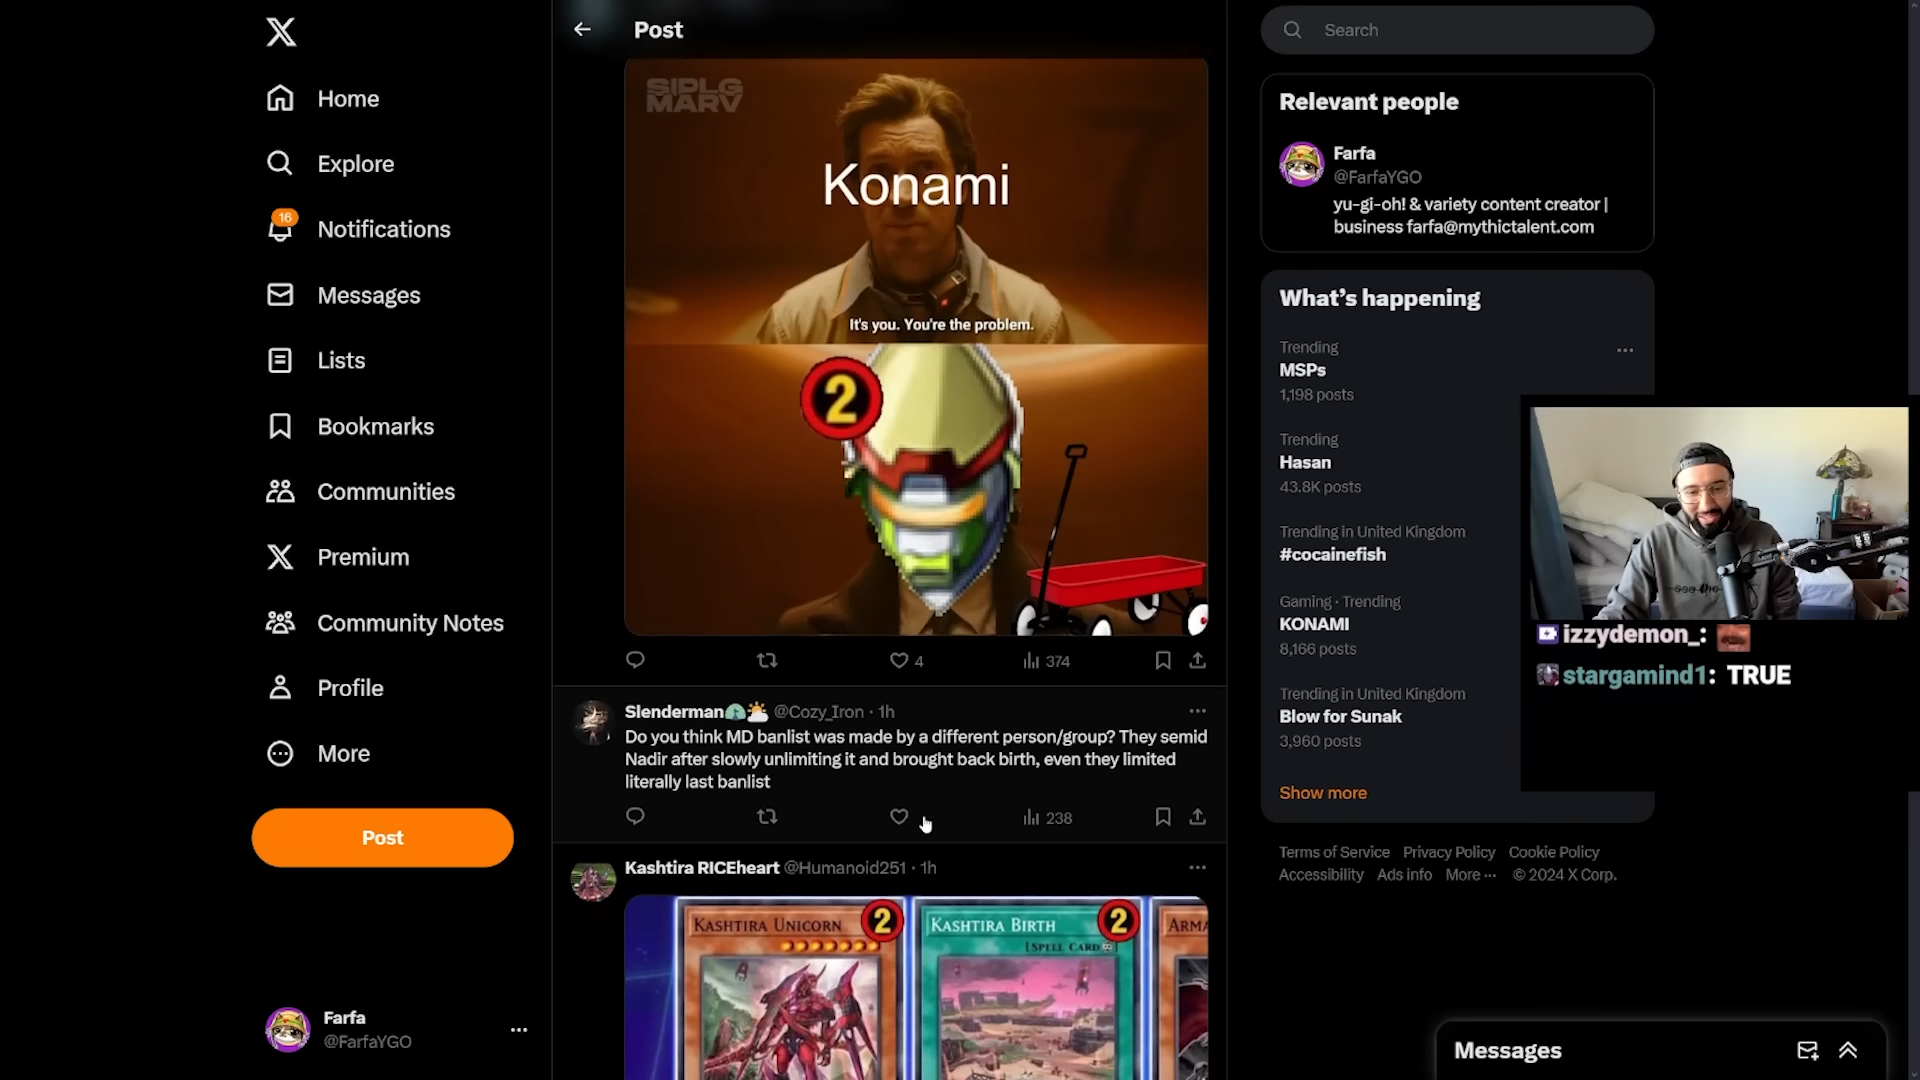 Home
Explore
16
Notifications
Messages
Lists
Bookmarks
Communities
Premium
Community Notes
Profile
More
Post
Farfa
@FarfaYGO
Post
SIPLG
MARV
Konami
It's you. You're the problem.
2
4
374
Slenderman @Cozy_Iron · 1h
Do you think MD banlist was made by a different person/group? They semid
Nadir after slowly unlimiting it and brought back birth, even they limited
literally last banlist
238
Kashtira RICEheart @Humanoid251 · 1h
KASHTIRA UNICORN 2
KASHTIRA BIRTH 2
[SPELL CARD]
ARMA
Search
Relevant people
Farfa
@FarfaYGO
yu-gi-oh! & variety content creator |
business farfa@mythictalent.com
What's happening
Trending
MSPs
1,198 posts
Trending
Hasan
43.8K posts
Trending in United Kingdom
#cocainefish
Gaming · Trending
KONAMI
8,166 posts
Trending in United Kingdom
Blow for Sunak
3,960 posts
Show more
izzydemon_:
stargamind1: TRUE
Terms of Service Privacy Policy Cookie Policy
Accessibility Ads info More ··· © 2024 X Corp.
Messages